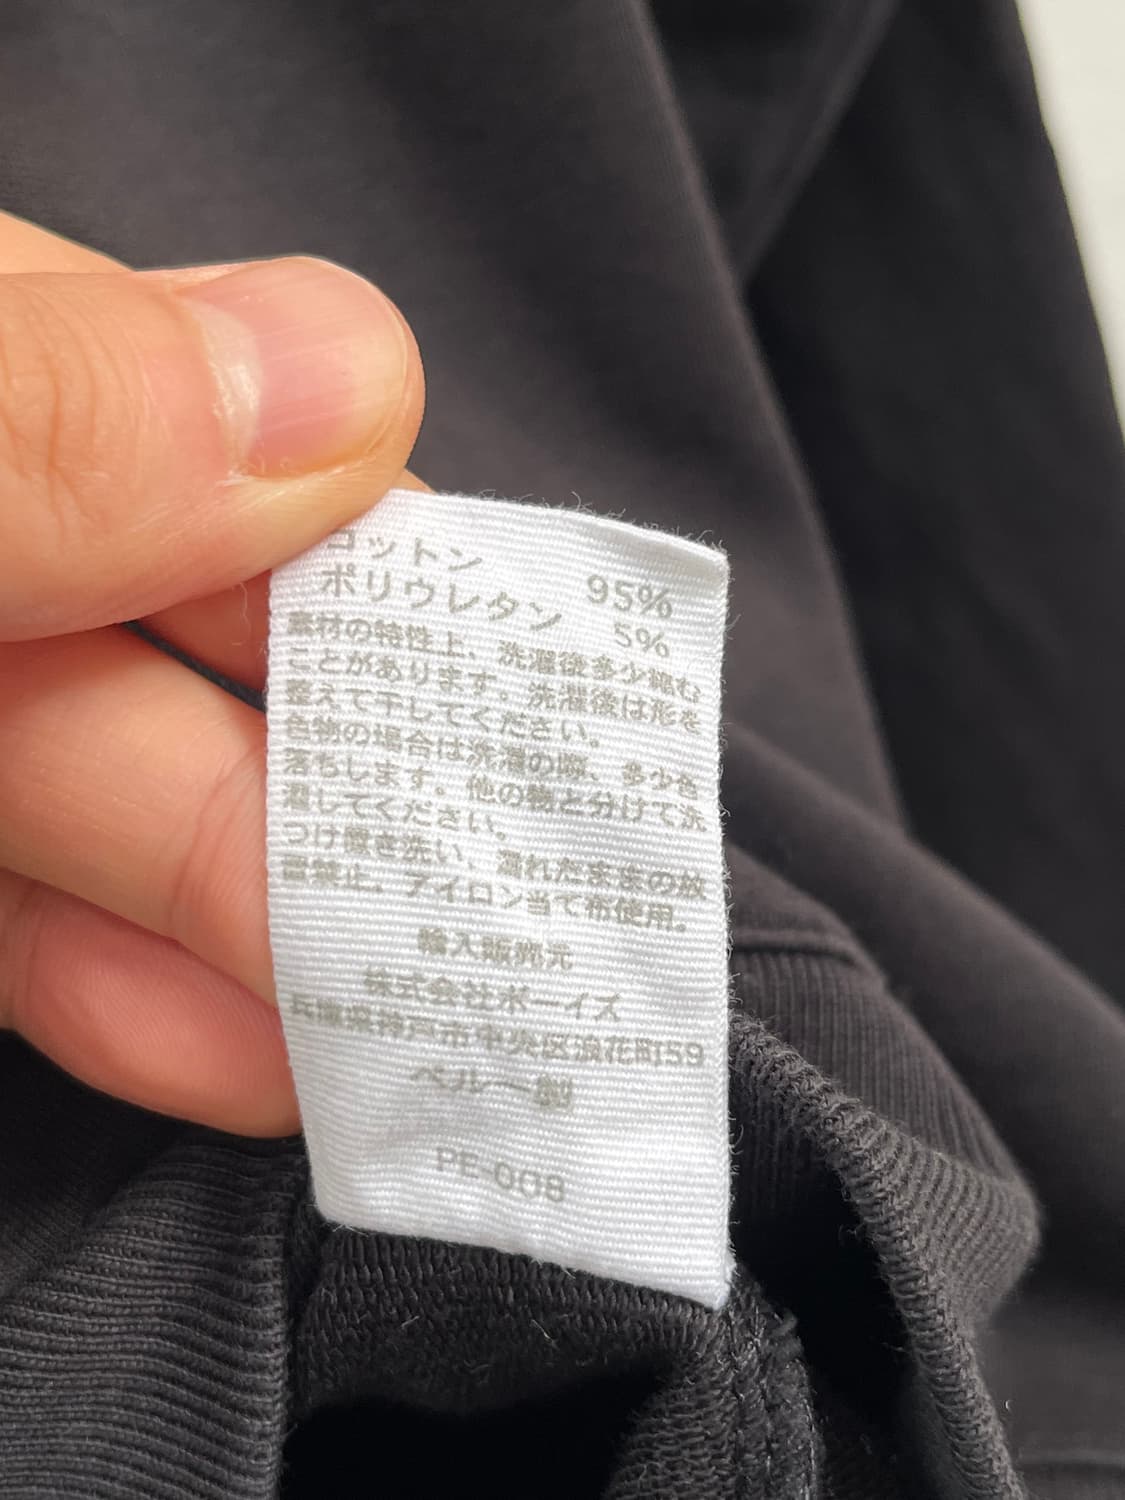 コットン 95%
ポリウレタン 5%
素材の特性上、洗濯後多少縮む
ことがあります。洗濯後は形を
整えて干してください。
色物の場合は洗濯の際、多少色
落ちします。他の物と分けて洗
濯してください。
つけ置き洗い、濡れたままの放
置禁止、アイロン当て布使用。
輸入販売元
株式会社ボーイズ
兵庫県神戸市中央区浪花町159
ペルー製
PE-008